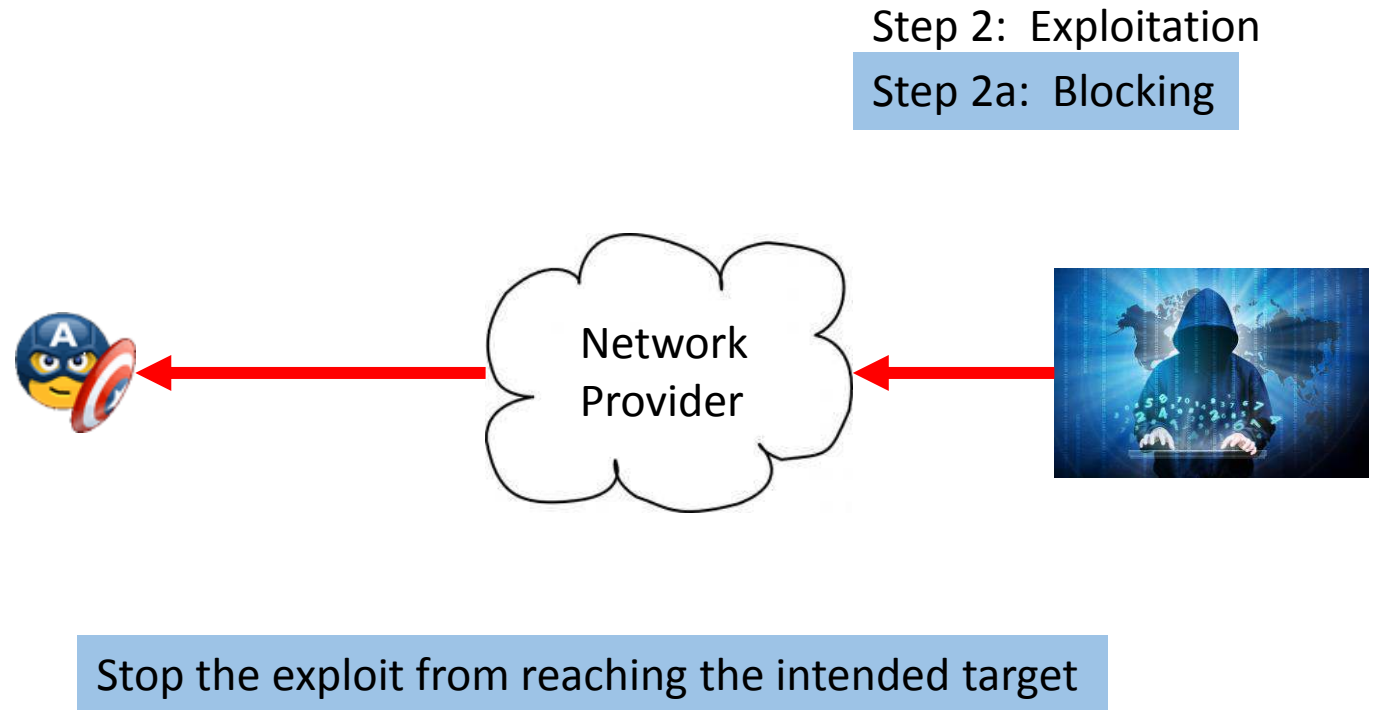 Step 2: Exploitation
Step 2a: Blocking
A
Network
Provider
Stop the exploit from reaching the intended target